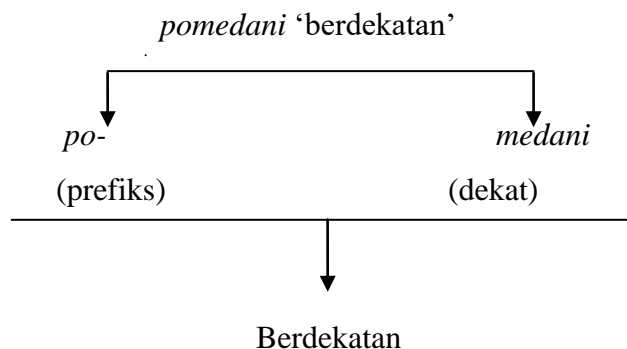 pomedani ‘berdekatan’
po- medani
(prefiks) (dekat)
Berdekatan